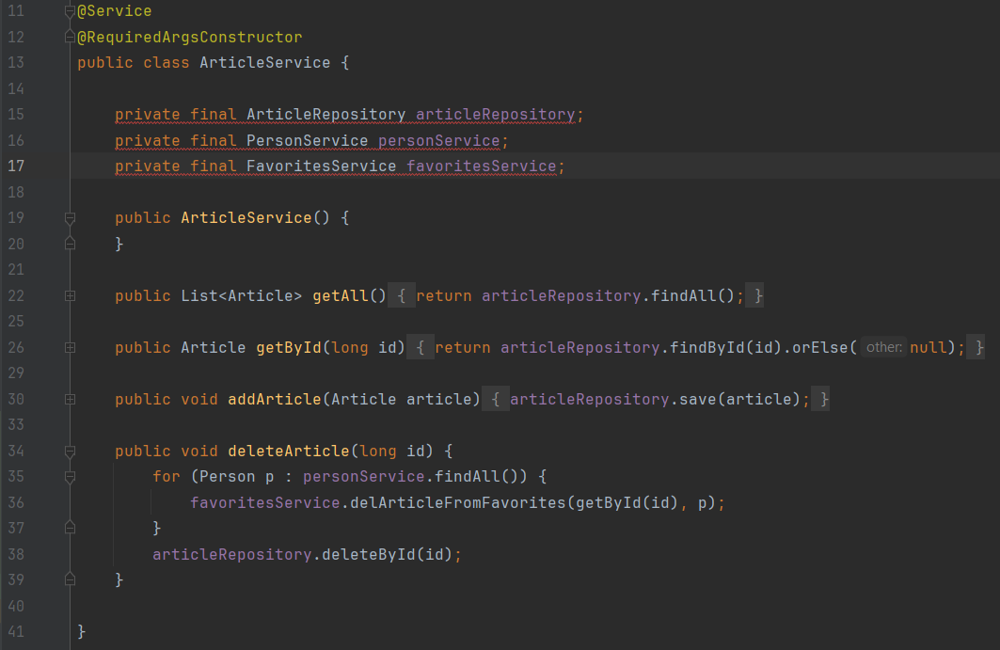 11 @Service
12 @RequiredArgsConstructor
13 public class ArticleService {
14
15 private final ArticleRepository articleRepository;
16 private final PersonService personService;
17 private final FavoritesService favoritesService;
18
19 public ArticleService() {
20 }
21
22 public List<Article> getAll() { return articleRepository.findAll(); }
25
26 public Article getById(long id) { return articleRepository.findById(id).orElse( other: null); }
29
30 public void addArticle(Article article) { articleRepository.save(article); }
33
34 public void deleteArticle(long id) {
35 for (Person p : personService.findAll()) {
36 favoritesService.delArticleFromFavorites(getById(id), p);
37 }
38 articleRepository.deleteById(id);
39 }
40
41 }